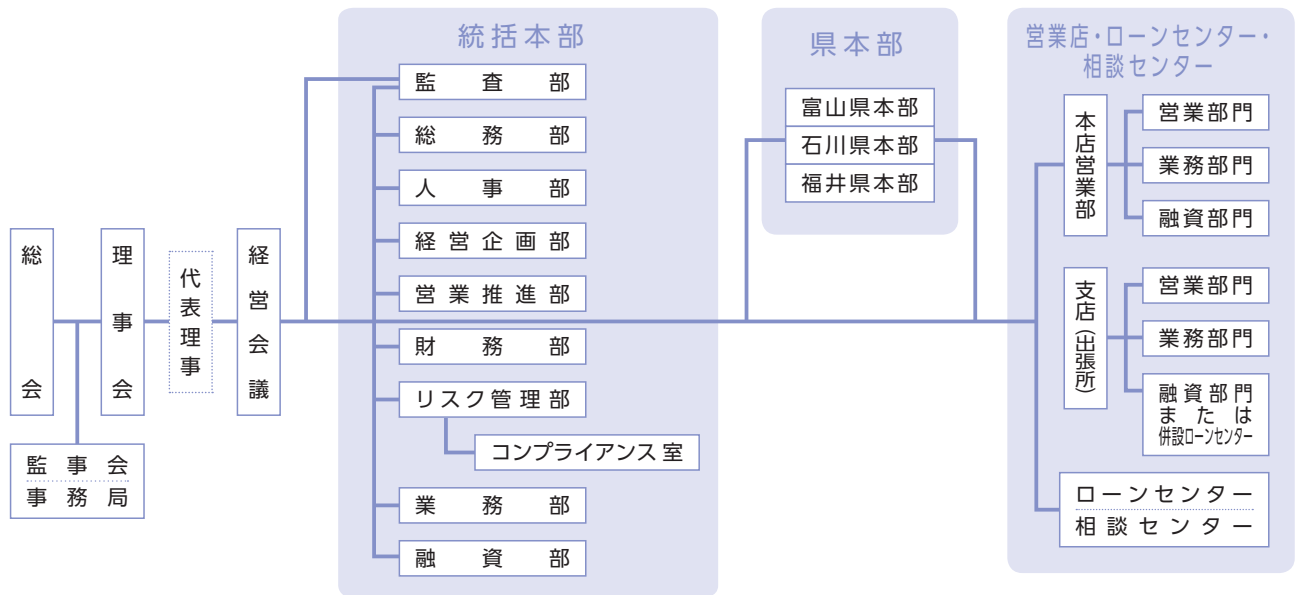 総会
監事会
事務局
理事会
代表理事
経営会議
統括本部
監査部
総務部
人事部
経営企画部
営業推進部
財務部
リスク管理部
コンプライアンス室
業務部
融資部
県本部
富山県本部
石川県本部
福井県本部
営業店・ローンセンター・
相談センター
本店営業部
営業部門
業務部門
融資部門
支店(出張所)
営業部門
業務部門
融資部門
または
併設ローンセンター
ローンセンター
相談センター